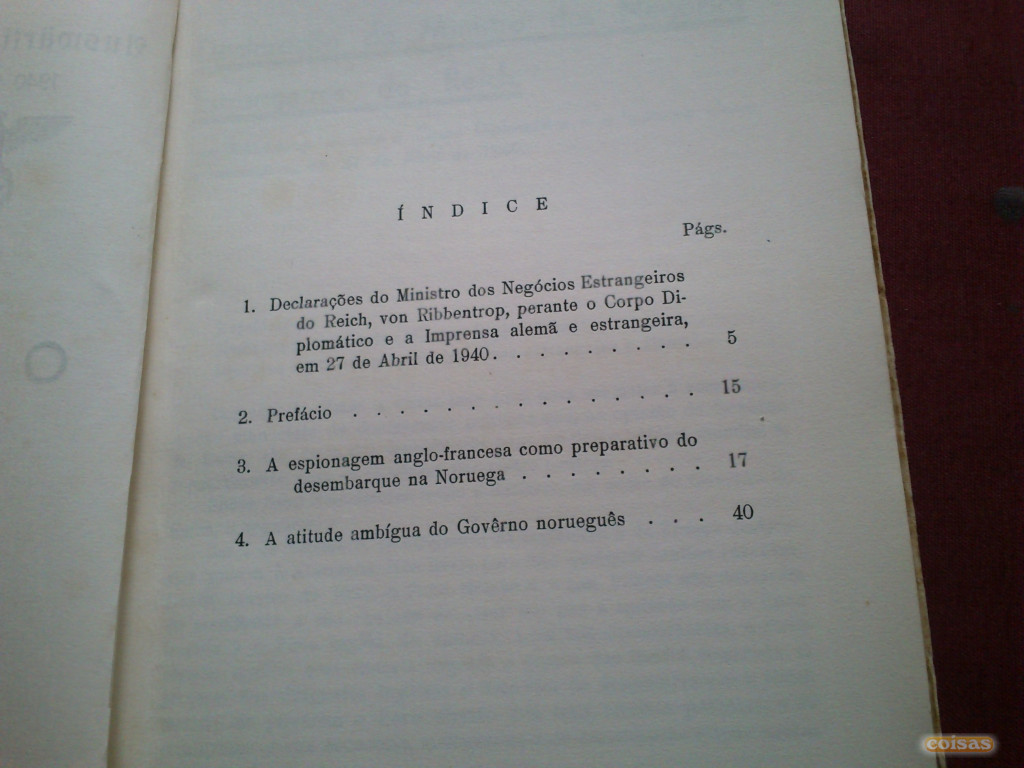 ÍNDICE
Págs.
1. Declarações do Ministro dos Negócios Estrangeiros
do Reich, von Ribbentrop, perante o Corpo Di-
plomático e a Imprensa alemã e estrangeira,
em 27 de Abril de 1940. . . . . . . . 5
2. Prefácio . . . . . . . . . . . . . 15
3. A espionagem anglo-francesa como preparativo do
desembarque na Noruega . . . . . . . 17
4. A atitude ambígua do Govêrno norueguês . . . 40
coisas